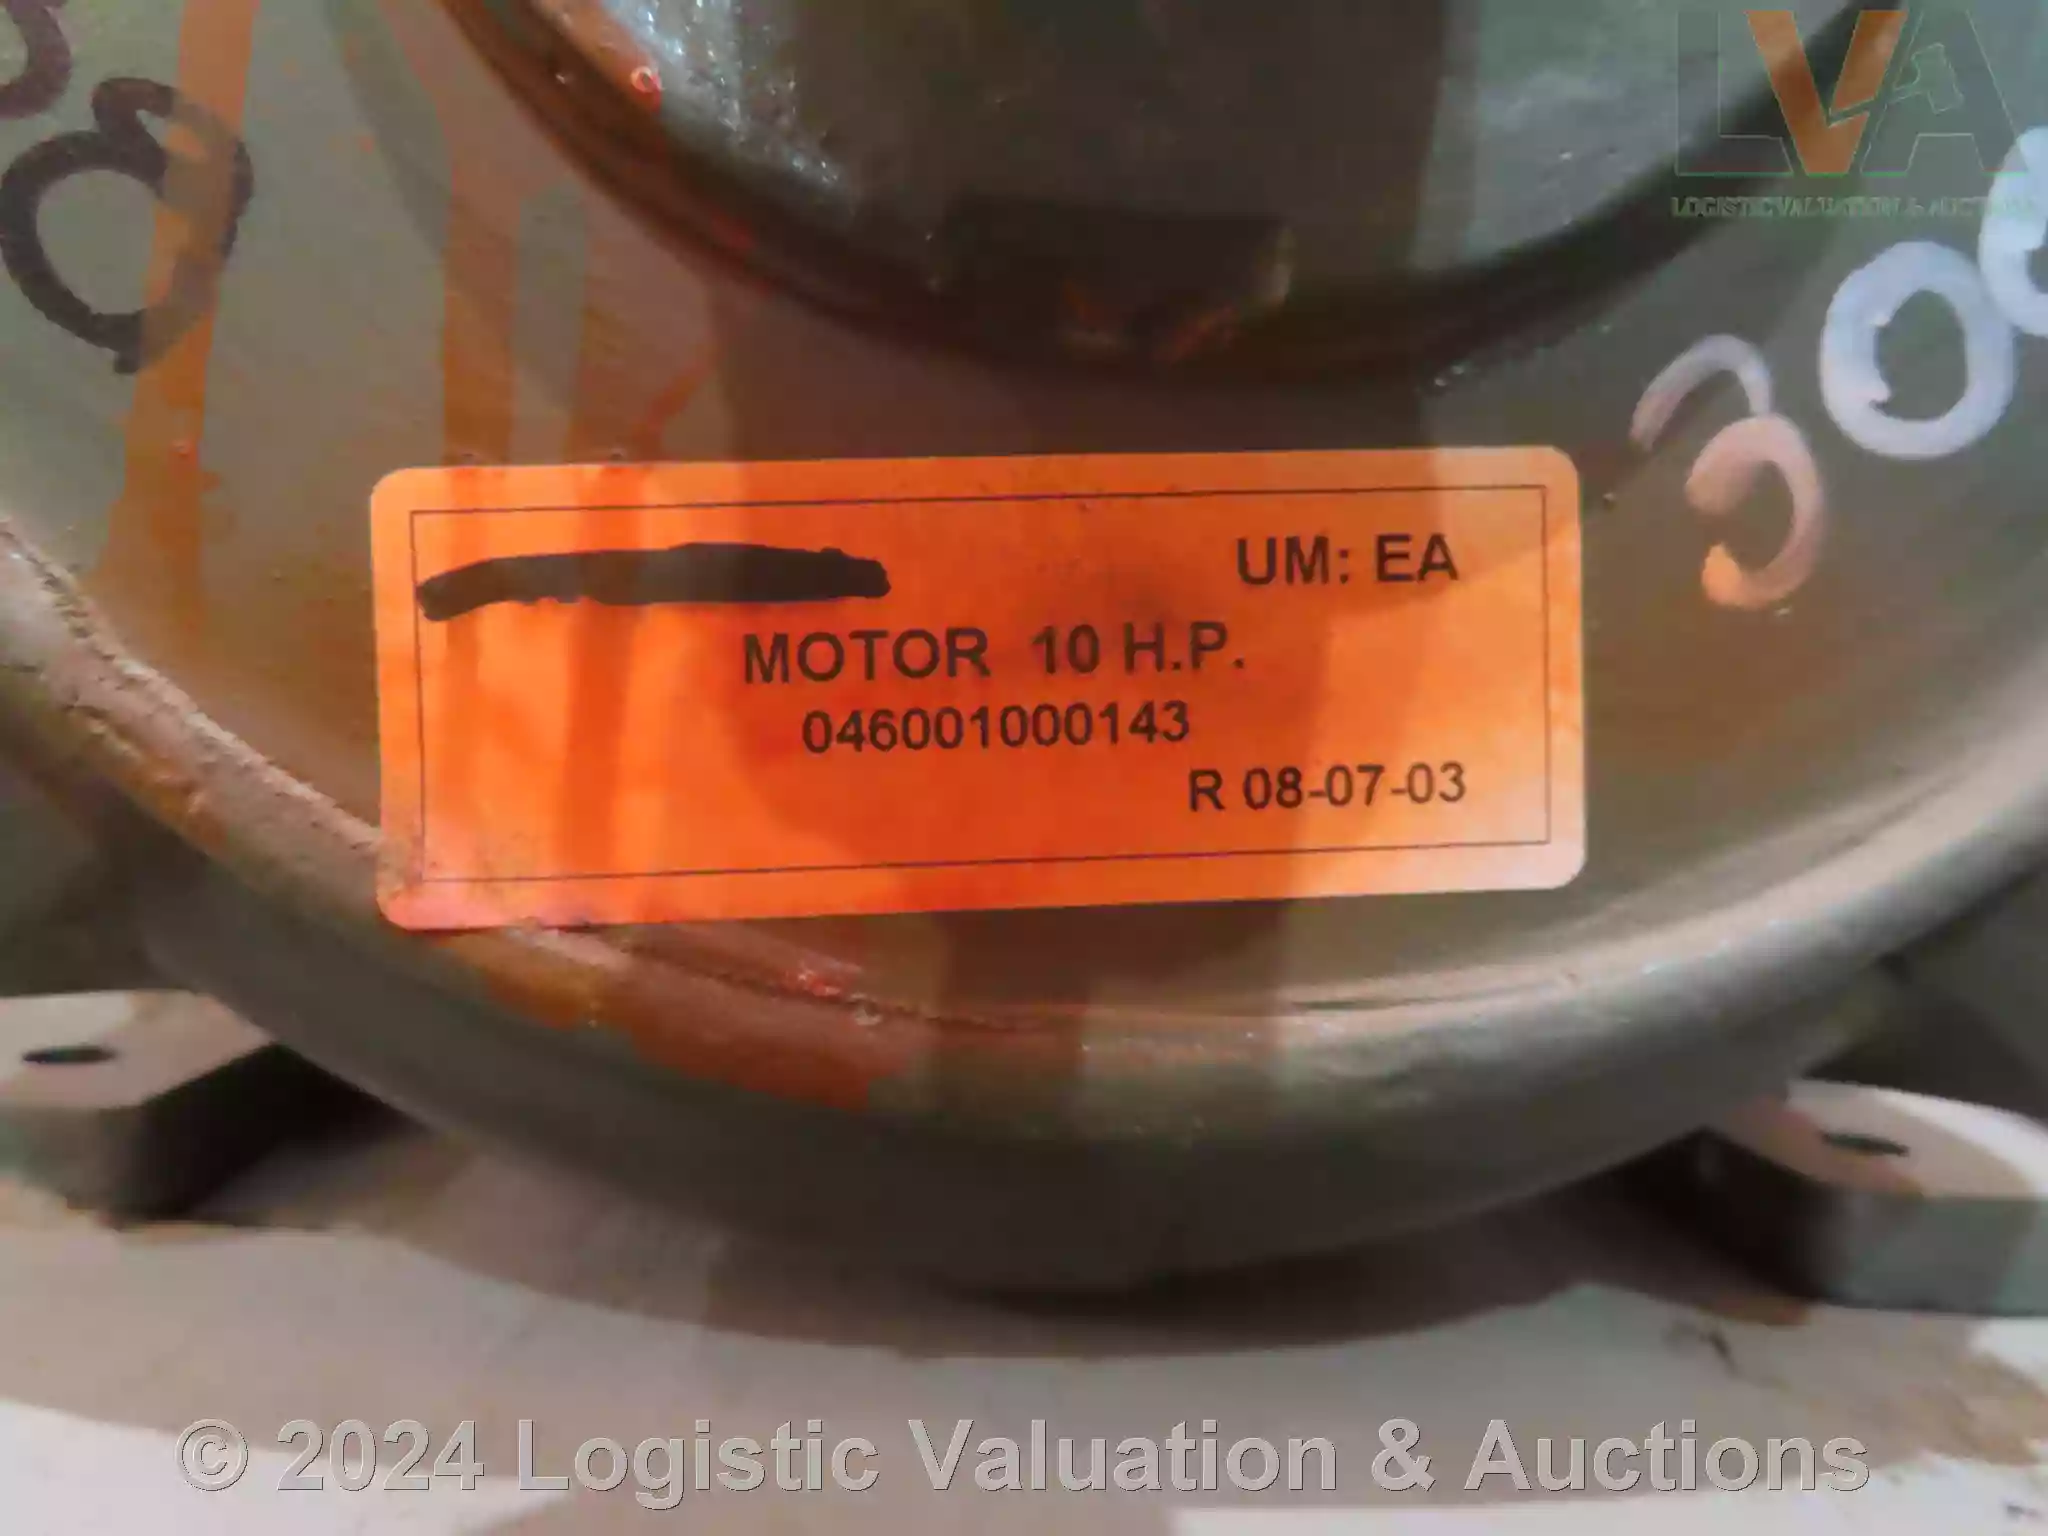 LVA
LOGISTIC VALUATION & AUCTIONS
UM: EA
MOTOR 10 H.P.
046001000143
R 08-07-03
© 2024 Logistic Valuation & Auctions